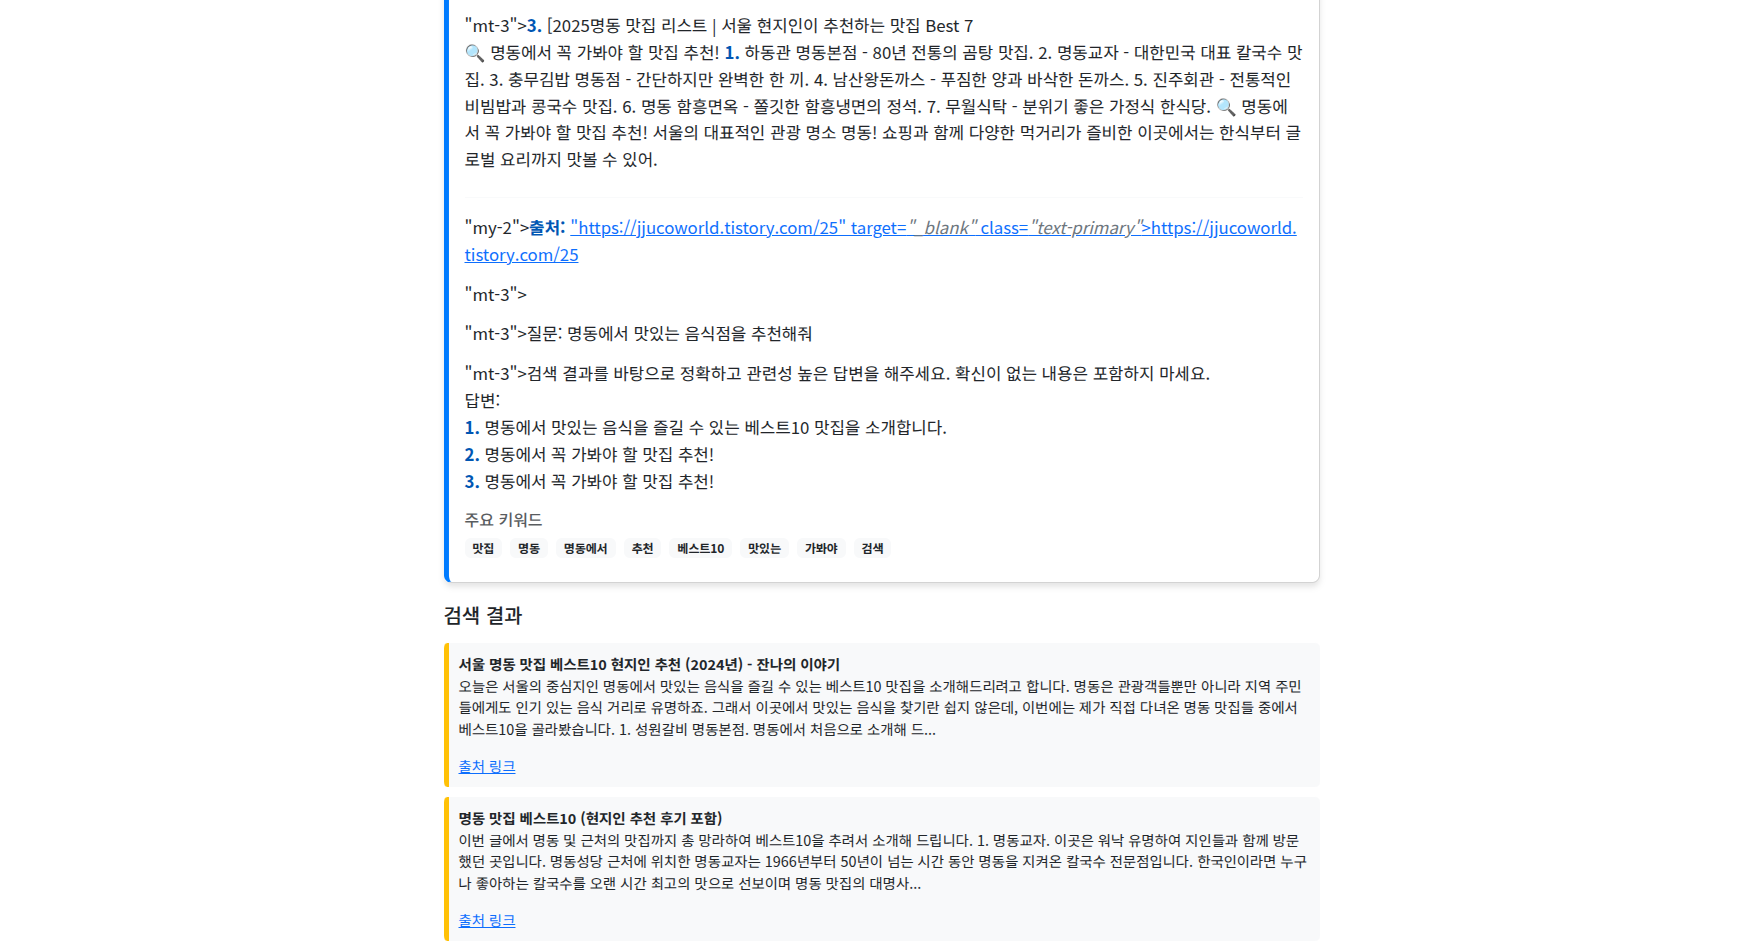 "mt-3">3. [2025명동 맛집 리스트 | 서울 현지인이 추천하는 맛집 Best 7
🔍 명동에서 꼭 가봐야 할 맛집 추천! 1. 하동관 명동본점 - 80년 전통의 곰탕 맛집. 2. 명동교자 - 대한민국 대표 칼국수 맛
집. 3. 충무김밥 명동점 - 간단하지만 완벽한 한 끼. 4. 남산왕돈까스 - 푸짐한 양과 바삭한 돈까스. 5. 진주회관 - 전통적인
비빔밥과 콩국수 맛집. 6. 명동 함흥면옥 - 쫄깃한 함흥냉면의 정석. 7. 무월식탁 - 분위기 좋은 가정식 한식당. 🔍 명동에
서 꼭 가봐야 할 맛집 추천! 서울의 대표적인 관광 명소 명동! 쇼핑과 함께 다양한 먹거리가 즐비한 이곳에서는 한식부터 글
로벌 요리까지 맛볼 수 있어.
"my-2">출처: "https://jjucoworld.tistory.com/25" target="_blank" class="text-primary">https://jjucoworld.
tistory.com/25
"mt-3">
"mt-3">질문: 명동에서 맛있는 음식점을 추천해줘
"mt-3">검색 결과를 바탕으로 정확하고 관련성 높은 답변을 해주세요. 확신이 없는 내용은 포함하지 마세요.
답변:
1. 명동에서 맛있는 음식을 즐길 수 있는 베스트10 맛집을 소개합니다.
2. 명동에서 꼭 가봐야 할 맛집 추천!
3. 명동에서 꼭 가봐야 할 맛집 추천!
주요 키워드
맛집 명동 명동에서 추천 베스트10 맛있는 가봐야 검색
검색 결과
서울 명동 맛집 베스트10 현지인 추천 (2024년) - 잔나의 이야기
오늘은 서울의 중심지인 명동에서 맛있는 음식을 즐길 수 있는 베스트10 맛집을 소개해드리려고 합니다. 명동은 관광객들뿐만 아니라 지역 주민
들에게도 인기 있는 음식 거리로 유명하죠. 그래서 이곳에서 맛있는 음식을 찾기란 쉽지 않은데, 이번에는 제가 직접 다녀온 명동 맛집들 중에서
베스트10을 골라봤습니다. 1. 성원갈비 명동본점. 명동에서 처음으로 소개해 드...
출처 링크
명동 맛집 베스트10 (현지인 추천 후기 포함)
이번 글에서 명동 및 근처의 맛집까지 총 망라하여 베스트10을 추려서 소개해 드립니다. 1. 명동교자. 이곳은 워낙 유명하여 지인들과 함께 방문
했던 곳입니다. 명동성당 근처에 위치한 명동교자는 1966년부터 50년이 넘는 시간 동안 명동을 지켜온 칼국수 전문점입니다. 한국인이라면 누구
나 좋아하는 칼국수를 오랜 시간 최고의 맛으로 선보이며 명동 맛집의 대명사...
출처 링크